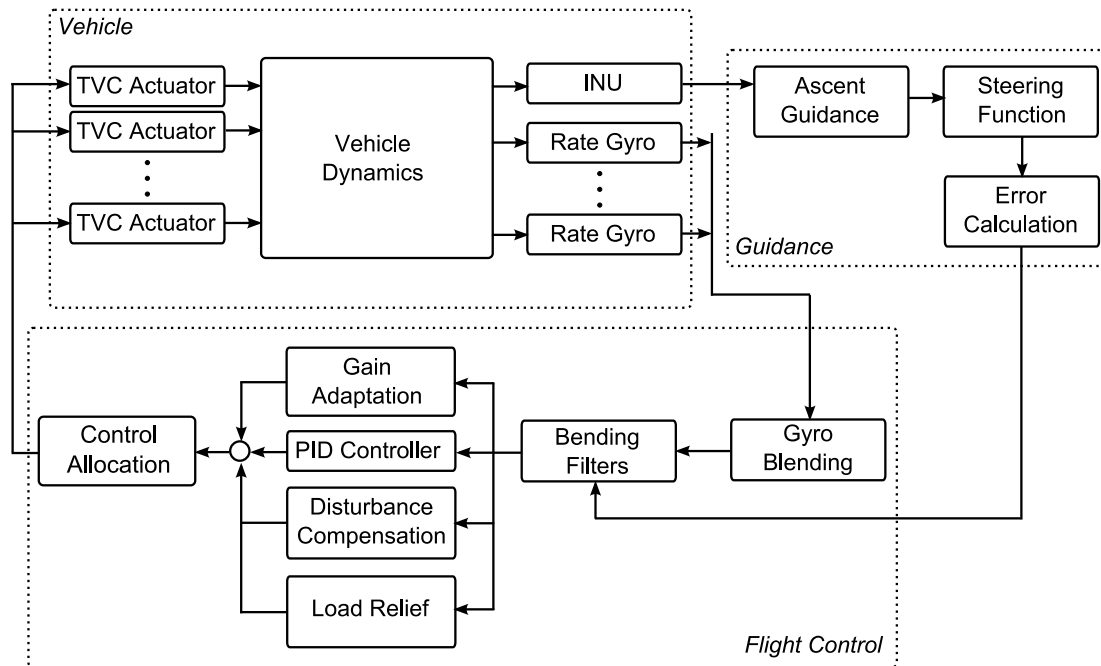 Vehicle
TVC Actuator
TVC Actuator
TVC Actuator
Vehicle
Dynamics
INU
Rate Gyro
Rate Gyro
Ascent
Guidance
Steering
Function
Error
Calculation
Guidance
Gain
Adaptation
PID Controller
Disturbance
Compensation
Load Relief
Control
Allocation
Bending
Filters
Gyro
Blending
Flight Control